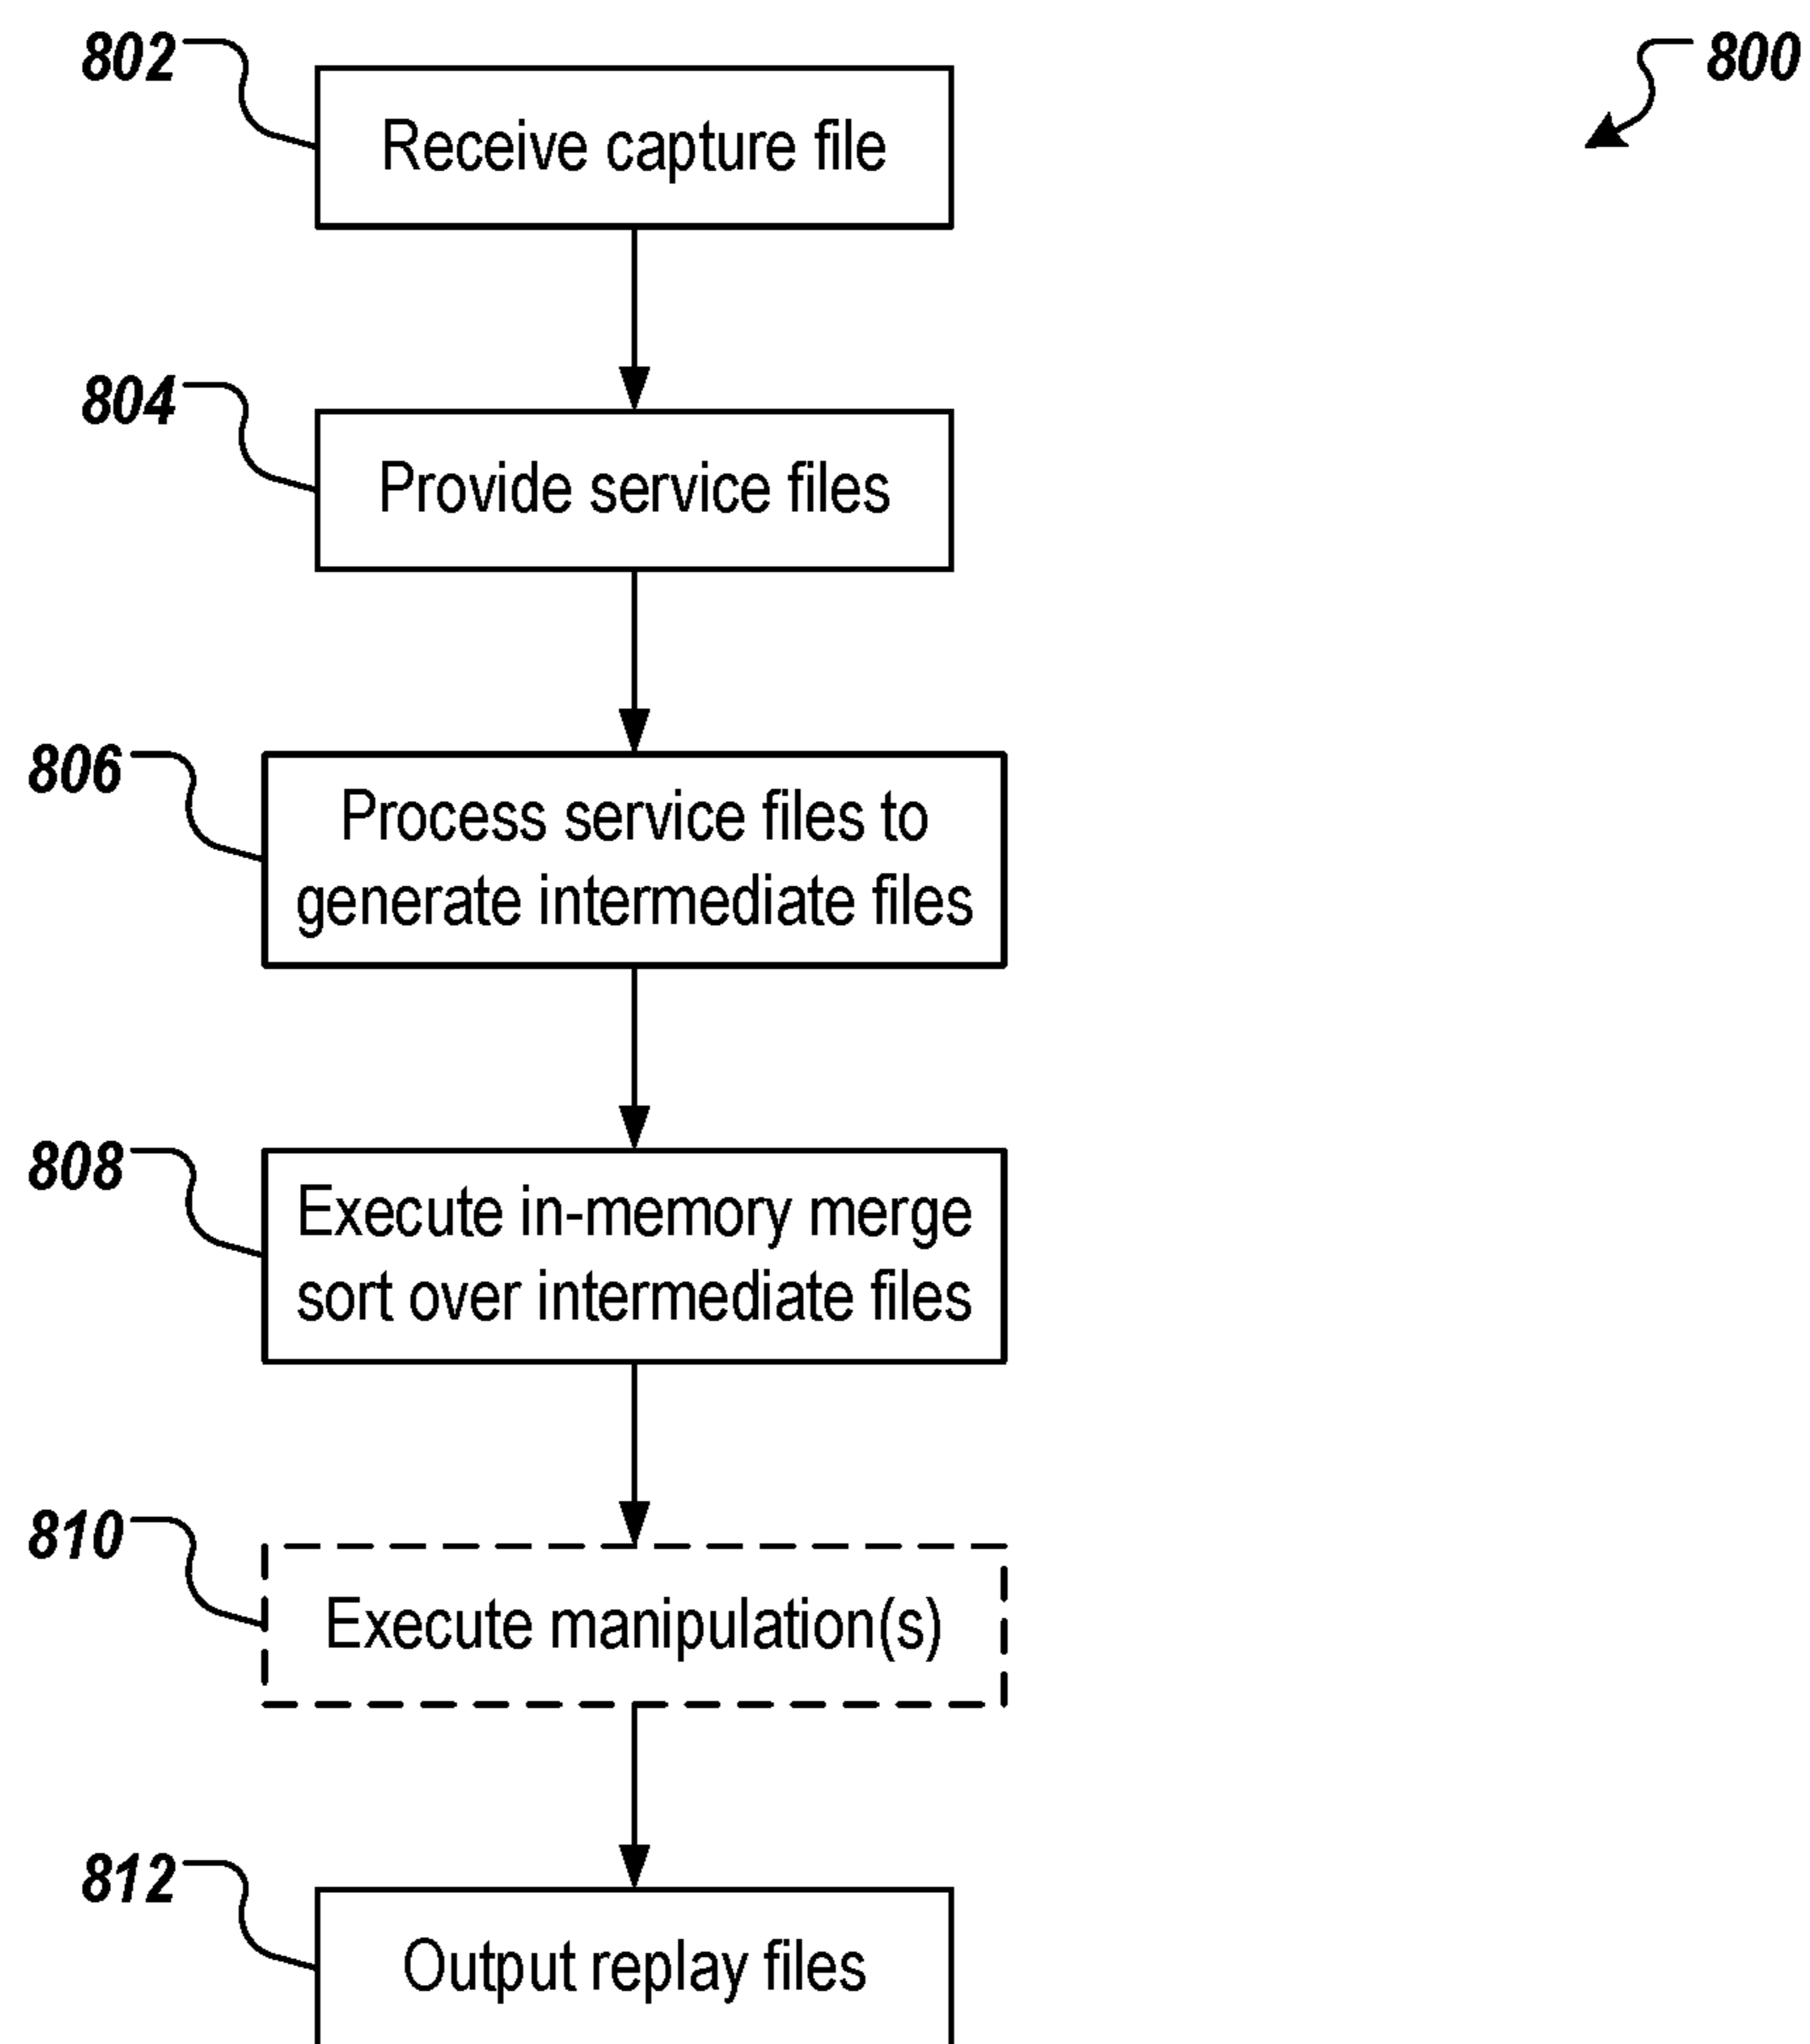 802
800
Receive capture file
804
Provide service files
806
Process service files to
generate intermediate files
808
Execute in-memory merge
sort over intermediate files
810
Execute manipulation(s)
812
Output replay files